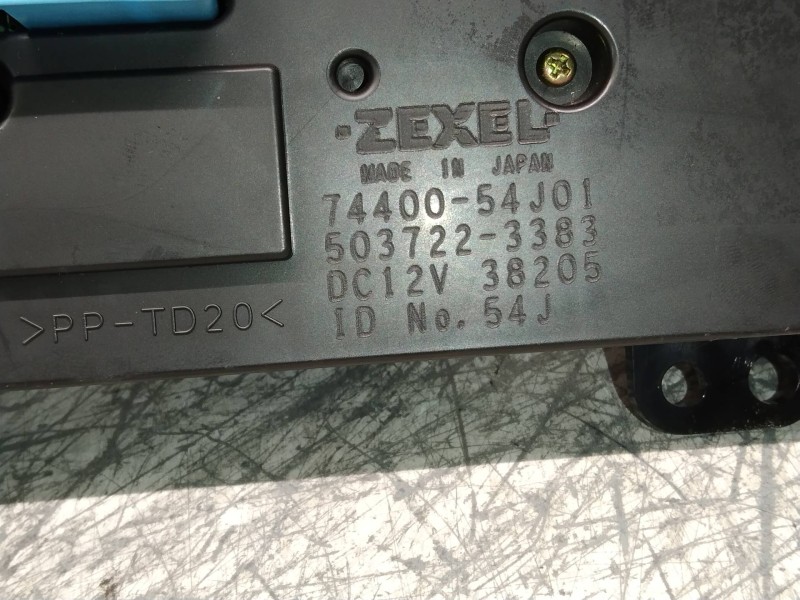 ZEXEL
MADE IN JAPAN
74400-54J01
503722-3383
DC12V 38205
ID No. 54J
>PP-TD20<